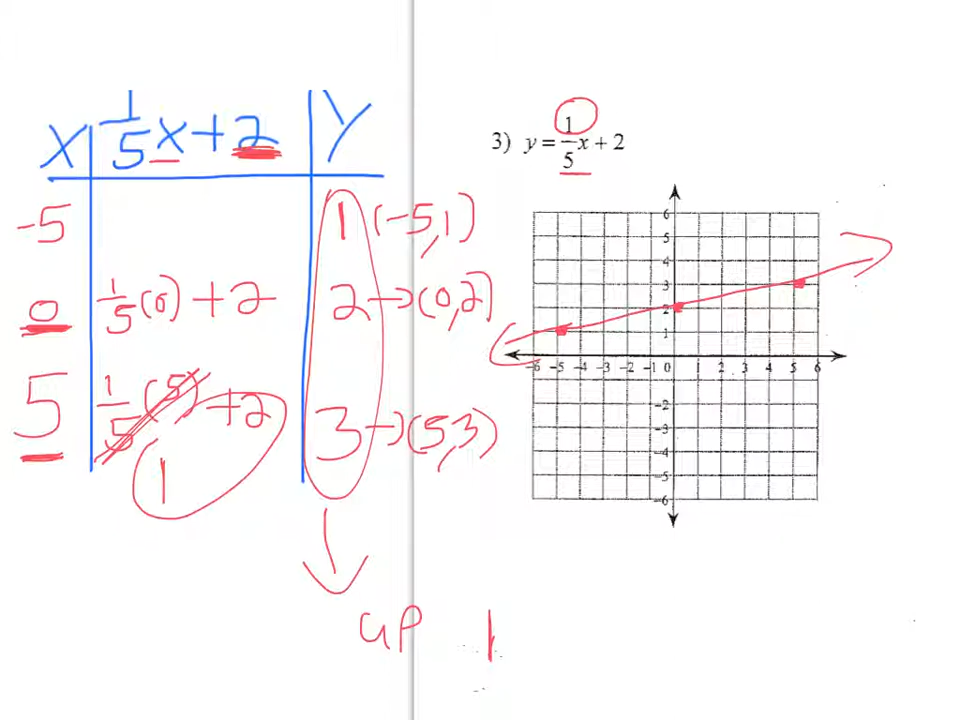 X | 1/5x+2 | Y
-5 | | 1 (-5,1)
0 | 1/5(0)+2 | 2→(0,2)
5 | 1/5(5)+2 | 3→(5,3)
1
up 1
3) y = 1/5x + 2
6
5
4
3
2
1
-6 -5 -4 -3 -2 -1 0 1 2 3 4 5 6
-2
-3
-4
-5
-6